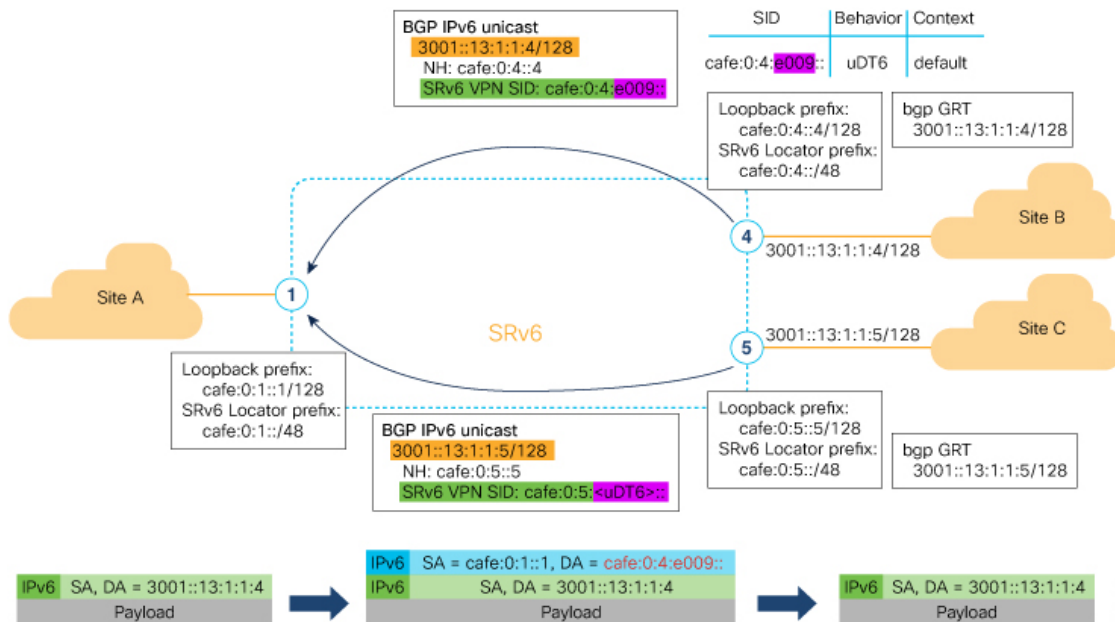 BGP IPv6 unicast
3001::13:1:1:4/128
NH: cafe:0:4::4
SRv6 VPN SID: cafe:0:4:e009::
SID Behavior Context
cafe:0:4:e009:: uDT6 default
Loopback prefix:
cafe:0:4::4/128
SRv6 Locator prefix:
cafe:0:4::/48
bgp GRT
3001::13:1:1:4/128
Site A
1
SRv6
4
3001::13:1:1:4/128
Site B
5
3001::13:1:1:5/128
Site C
Loopback prefix:
cafe:0:1::1/128
SRv6 Locator prefix:
cafe:0:1::/48
BGP IPv6 unicast
3001::13:1:1:5/128
NH: cafe:0:5::5
SRv6 VPN SID: cafe:0:5:<uDT6>::
Loopback prefix:
cafe:0:5::5/128
SRv6 Locator prefix:
cafe:0:5::/48
bgp GRT
3001::13:1:1:5/128
IPv6 SA, DA = 3001::13:1:1:4
Payload
IPv6 SA = cafe:0:1::1, DA = cafe:0:4:e009::
IPv6 SA, DA = 3001::13:1:1:4
Payload
IPv6 SA, DA = 3001::13:1:1:4
Payload